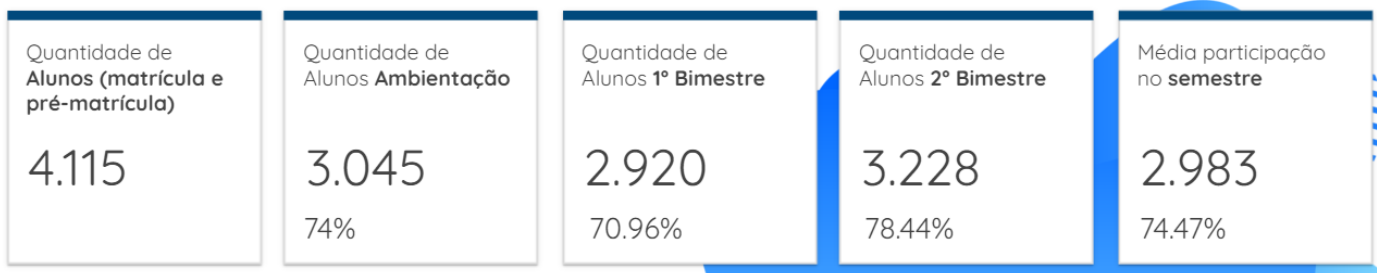 Quantidade de
Alunos (matrícula e
pré-matrícula)
4.115
Quantidade de
Alunos Ambientação
3.045
74%
Quantidade de
Alunos 1º Bimestre
2.920
70.96%
Quantidade de
Alunos 2º Bimestre
3.228
78.44%
Média participação
no semestre
2.983
74.47%